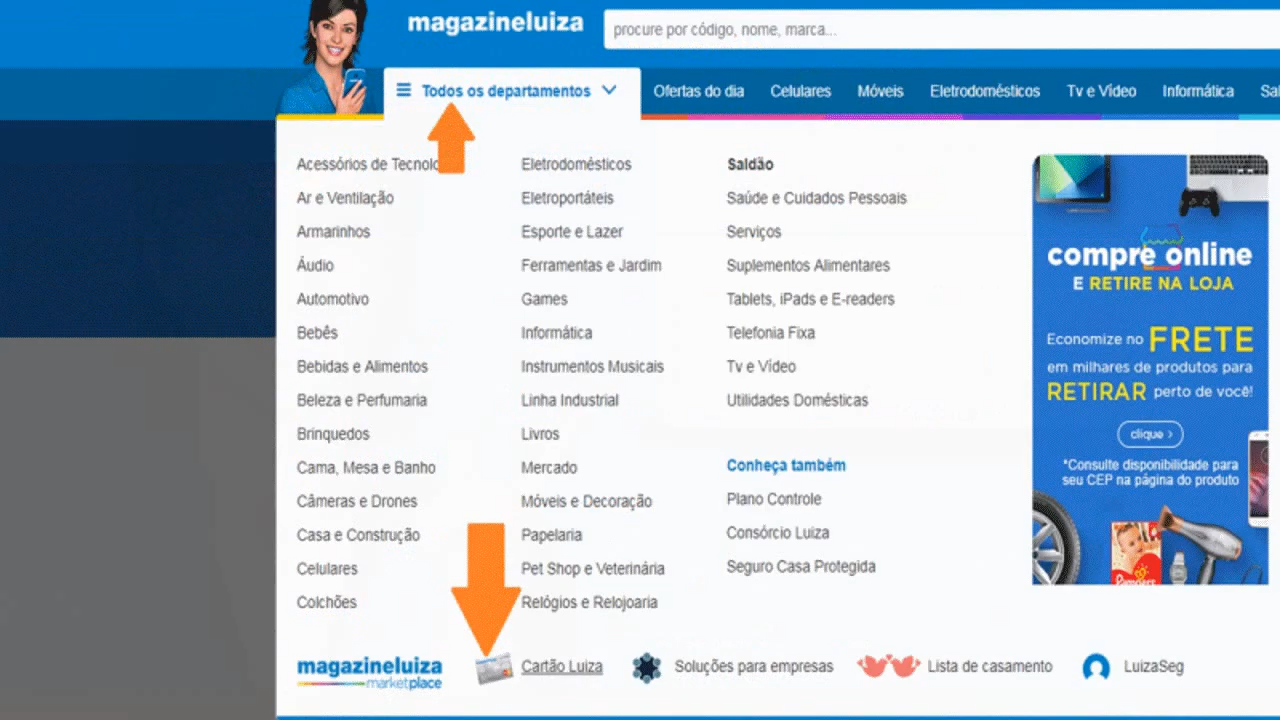 magazineluiza
procure por código, nome, marca...
Todos os departamentos
Ofertas do dia
Celulares
Móveis
Eletrodomésticos
Tv e Vídeo
Informática
Acessórios de
Ar e Ventilação
Armarinhos
Áudio
Automotivo
Bebês
Bebidas e Alimentos
Beleza e Perfumaria
Brinquedos
Cama, Mesa e Banho
Câmeras e Drones
Casa e Construção
Celulares
Colchões
Eletrodomésticos
Eletroportáteis
Esporte e Lazer
Ferramentas e Jardim
Games
Informática
Instrumentos Musicais
Linha Industrial
Livros
Mercado
Móveis e Decoração
Papelaria
Pet Shop e Veterinária
Relógios e Relojoaria
Saldão
Saúde e Cuidados Pessoais
Serviços
Suplementos Alimentares
Tablets, iPads e E-readers
Telefonia Fixa
Tv e Vídeo
Utilidades Domésticas
Conheça também
Plano Controle
Consórcio Luiza
Seguro Casa Protegida
compre online
E RETIRE NA LOJA
Economize no FRETE
em milhares de produtos para
RETIRAR perto de você!
clique >
*Consulte disponibilidade para
seu CEP na página do produto
Pampers
magazineluiza
marketplace
Cartão Luiza
Soluções para empresas
Lista de casamento
LuizaSeg